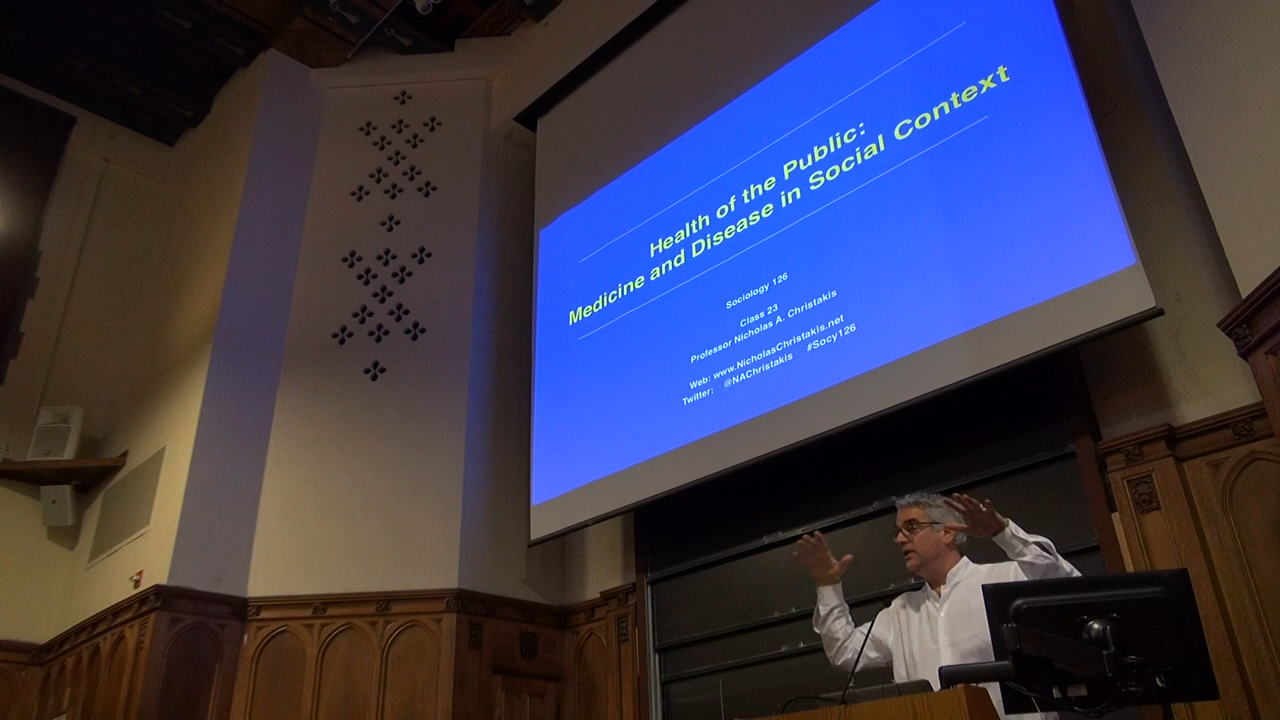 Health of the Public:
Medicine and Disease in Social Context
Sociology 126
Class 23
Professor Nicholas A. Christakis
Web: www.NicholasChristakis.net
Twitter: @NAChristakis #Socy126